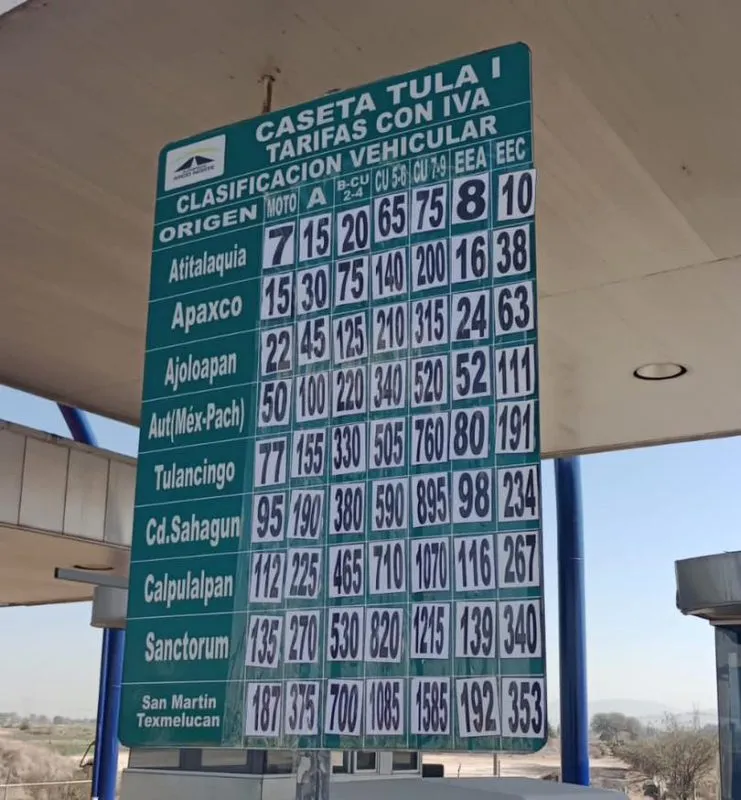 CASETA TULA I
TARIFAS CON IVA
CLASIFICACION VEHICULAR
ORIGEN MOTO A B-CU 2-4 CU 5-6 CU 7-9 EEA EEC
Atitalaquia 7 15 20 65 75 8 10
Apaxco 15 30 75 140 200 16 38
Ajoloapan 22 45 125 210 315 24 63
Aut(Méx-Pach) 50 100 220 340 520 52 111
Tulancingo 77 155 330 505 760 80 191
Cd.Sahagun 95 190 380 590 895 98 234
Calpulalpan 112 225 465 710 1070 116 267
Sanctorum 135 270 530 820 1215 139 340
San Martin Texmelucan 187 375 700 1085 1585 192 353